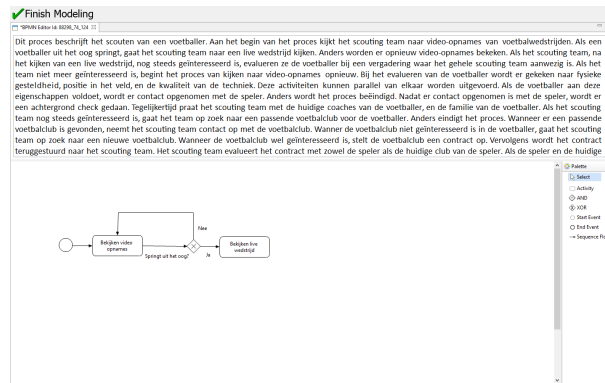 Finish Modeling
*BPMN Editor Id: 88298_74_524
Dit proces beschrijft het scouten van een voetballer. Aan het begin van het proces kijkt het scouting team naar video-opnames van voetbalwedstrijden. Als een
voetballer uit het oog springt, gaat het scouting team naar een live wedstrijd kijken. Anders worden er opnieuw video-opnames bekeken. Als het scouting team, na
het kijken van een live wedstrijd, nog steeds geïnteresseerd is, evalueren ze de voetballer bij een vergadering waar het gehele scouting team aanwezig is. Als het
team niet meer geïnteresseerd is, begint het proces van kijken naar video-opnames opnieuw. Bij het evalueren van de voetballer wordt er gekeken naar fysieke
gesteldheid, positie in het veld, en de kwaliteit van de techniek. Deze activiteiten kunnen parallel van elkaar worden uitgevoerd. Als de voetballer aan deze
eigenschappen voldoet, wordt er contact opgenomen met de speler. Anders wordt het proces beëindigd. Nadat er contact opgenomen is met de speler, wordt er
een achtergrond check gedaan. Tegelijkertijd praat het scouting team met de huidige coaches van de voetballer, en de familie van de voetballer. Als het scouting
team nog steeds geïnteresseerd is, gaat het team op zoek naar een passende voetbalclub voor de voetballer. Anders eindigt het proces. Wanneer er een passende
voetbalclub is gevonden, neemt het scouting team contact op met de voetbalclub. Wanner de voetbalclub niet geïnteresseerd is in de voetballer, gaat het scouting
team op zoek naar een nieuwe voetbalclub. Wanneer de voetbalclub wel geïnteresseerd is, stelt de voetbalclub een contract op. Vervolgens wordt het contract
teruggestuurd naar het scouting team. Het scouting team evalueert het contract met zowel de speler als de huidige club van de speler. Als de speler en de huidige
Palette
Select
Activity
AND
XOR
Start Event
End Event
Sequence Flo
Nee
Bekijken video
opnames
Springt uit het oog?
Ja
Bekijken live
wedstrijd